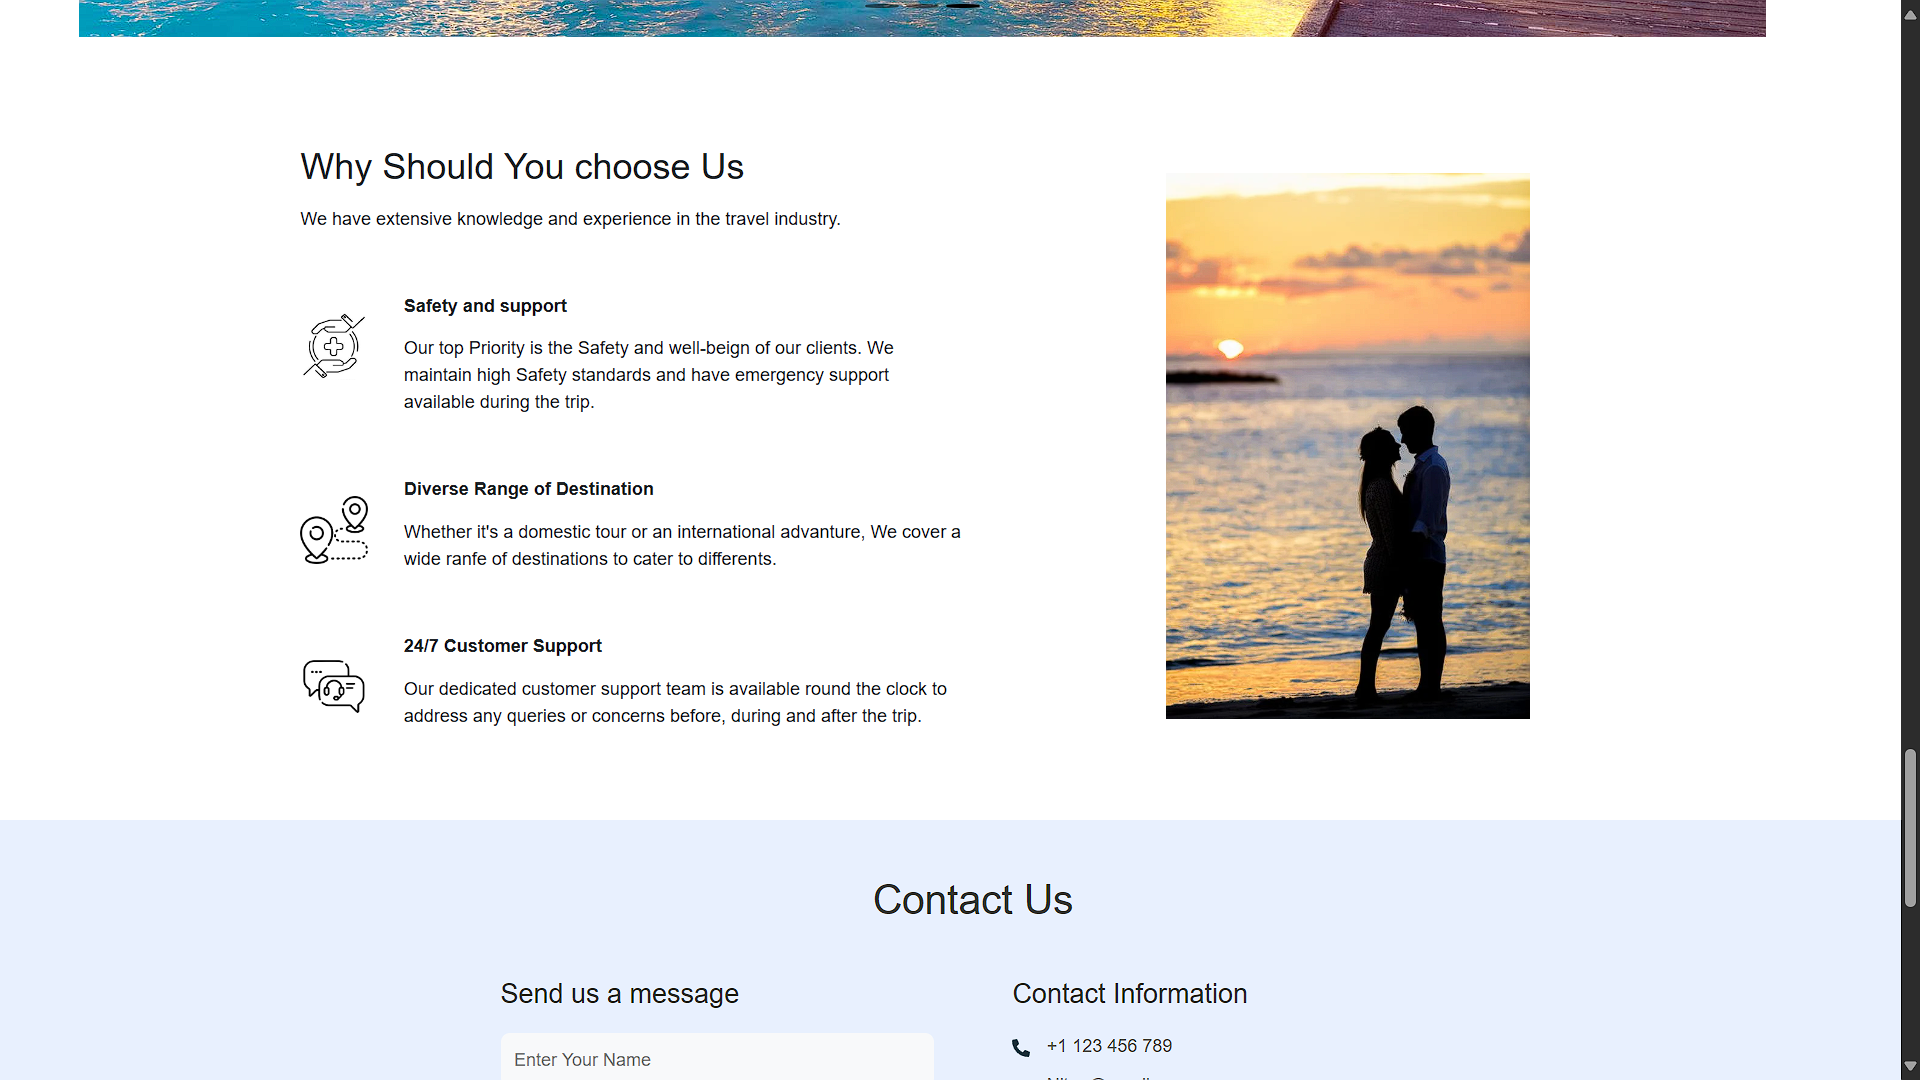 Why Should You choose Us
We have extensive knowledge and experience in the travel industry.
Safety and support
Our top Priority is the Safety and well-beign of our clients. We
maintain high Safety standards and have emergency support
available during the trip.
Diverse Range of Destination
Whether it's a domestic tour or an international advanture, We cover a
wide ranfe of destinations to cater to differents.
24/7 Customer Support
Our dedicated customer support team is available round the clock to
address any queries or concerns before, during and after the trip.
Contact Us
Send us a message
Enter Your Name
Contact Information
+1 123 456 789